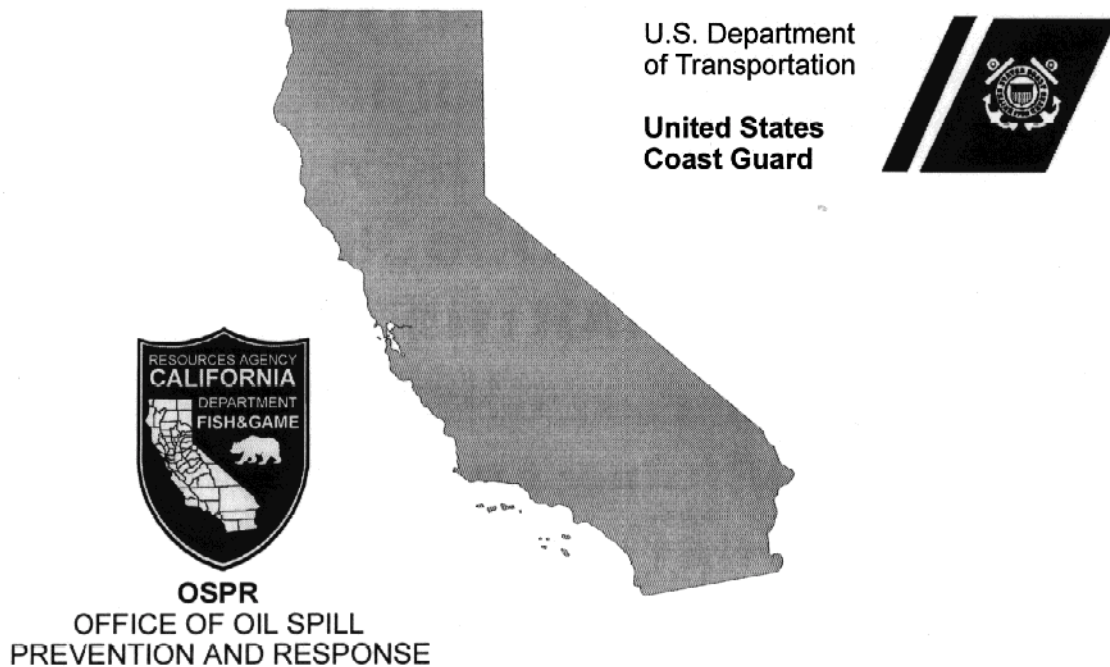 U.S. Department
of Transportation
United States
Coast Guard
RESOURCES AGENCY
CALIFORNIA
DEPARTMENT
FISH&GAME
OSPR
OFFICE OF OIL SPILL
PREVENTION AND RESPONSE